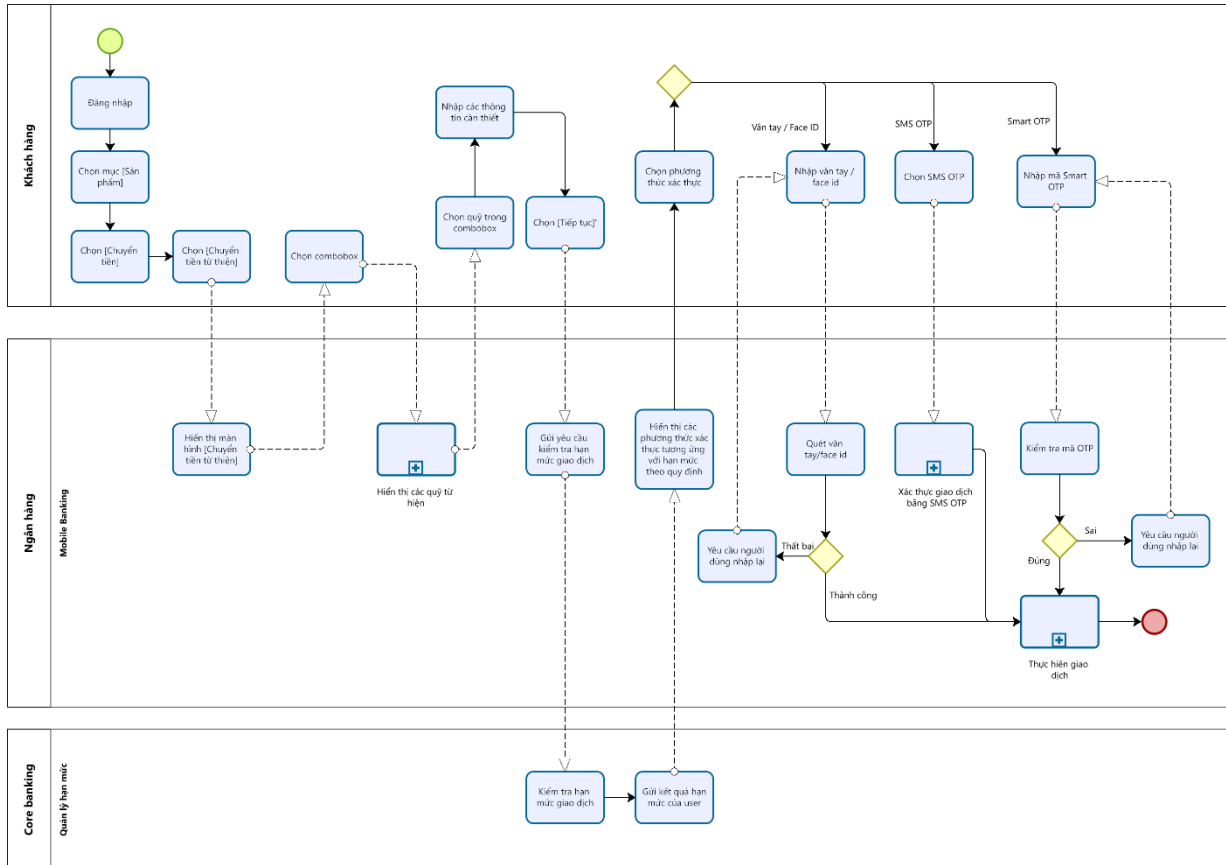 Khách hàng
Đăng nhập
Chọn mục [Sản
phẩm]
Chọn [Chuyển
tiền]
Chọn [Chuyển
tiền từ thiện]
Chọn combobox
Nhập các thông
tin cần thiết
Chọn quỹ trong
combobox
Chọn [Tiếp tục]'
Chọn phương
thức xác thực
Vân tay / Face ID
SMS OTP
Smart OTP
Nhập vân tay /
face id
Chọn SMS OTP
Nhập mã Smart
OTP
Ngân hàng
Mobile Banking
Hiển thị màn
hình [Chuyển
tiền từ thiện]
Hiển thị các quỹ từ
hiện
Gửi yêu cầu
kiểm tra hạn
mức giao dịch
Hiển thị các
phương thức xác
thực tương ứng
với hạn mức
theo quy định
Quét vân
tay/face id
Xác thực giao dịch
bằng SMS OTP
Kiểm tra mã OTP
Yêu cầu người
dùng nhập lại
Thất bại
Thành công
Sai
Đúng
Yêu cầu người
dùng nhập lại
Thực hiện giao
dịch
Core banking
Quản lý hạn mức
Kiểm tra hạn
mức giao dịch
Gửi kết quả hạn
mức của user